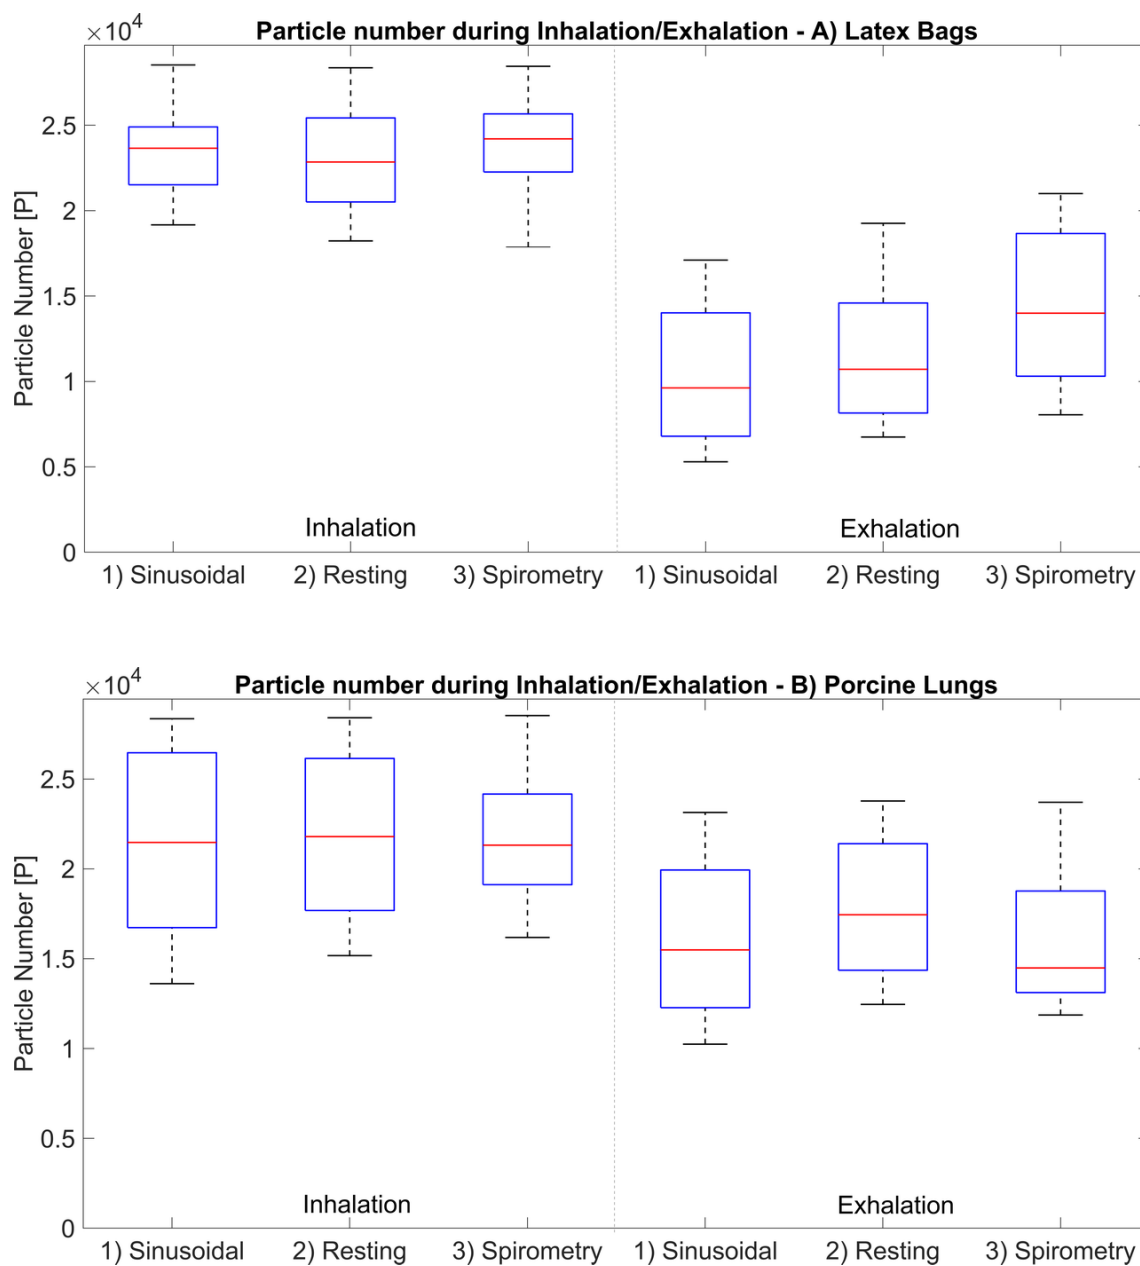 ×10⁴
Particle number during Inhalation/Exhalation - A) Latex Bags
2.5
2
1.5
1
0.5
0
Particle Number [P]
Inhalation
Exhalation
1) Sinusoidal
2) Resting
3) Spirometry
1) Sinusoidal
2) Resting
3) Spirometry
×10⁴
Particle number during Inhalation/Exhalation - B) Porcine Lungs
2.5
2
1.5
1
0.5
0
Particle Number [P]
Inhalation
Exhalation
1) Sinusoidal
2) Resting
3) Spirometry
1) Sinusoidal
2) Resting
3) Spirometry